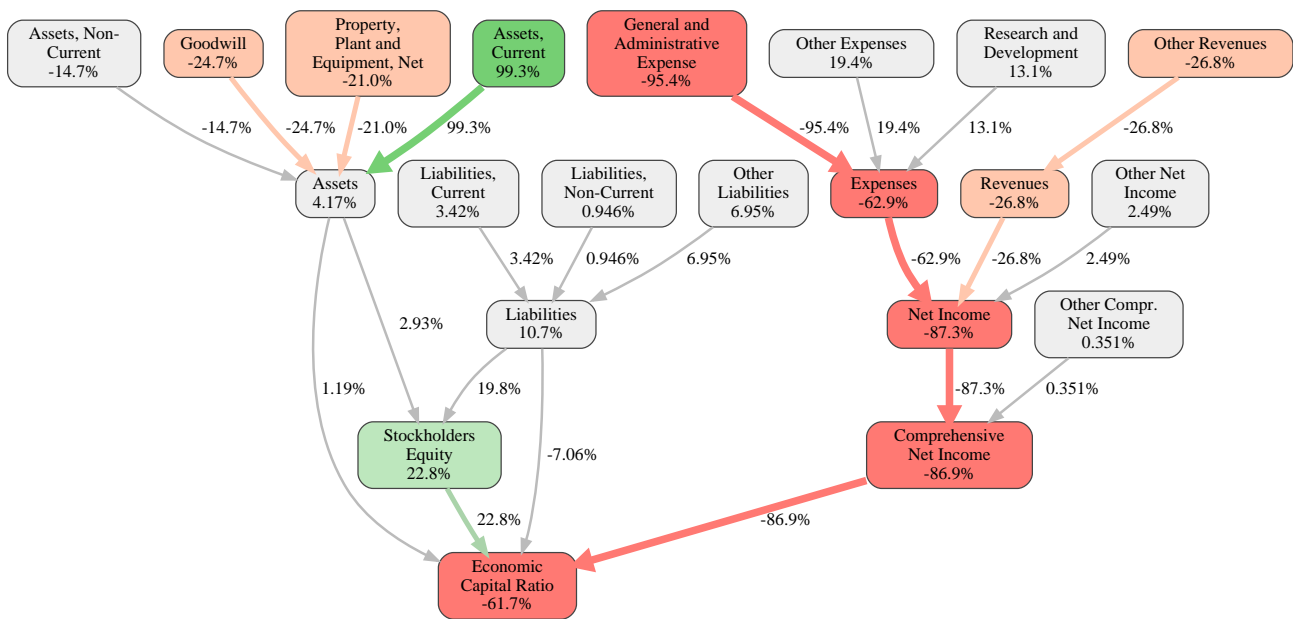 Assets, Non-
Current
-14.7%
Goodwill
-24.7%
Property,
Plant and
Equipment, Net
-21.0%
Assets,
Current
99.3%
General and
Administrative
Expense
-95.4%
Other Expenses
19.4%
Research and
Development
13.1%
Other Revenues
-26.8%
-14.7%
-24.7%
-21.0%
99.3%
-95.4%
19.4%
13.1%
-26.8%
Assets
4.17%
Liabilities,
Current
3.42%
Liabilities,
Non-Current
0.946%
Other
Liabilities
6.95%
Expenses
-62.9%
Revenues
-26.8%
Other Net
Income
2.49%
3.42%
0.946%
6.95%
-62.9%
-26.8%
2.49%
2.93%
Liabilities
10.7%
Net Income
-87.3%
Other Compr.
Net Income
0.351%
1.19%
19.8%
-87.3%
0.351%
Stockholders
Equity
22.8%
-7.06%
Comprehensive
Net Income
-86.9%
22.8%
-86.9%
Economic
Capital Ratio
-61.7%